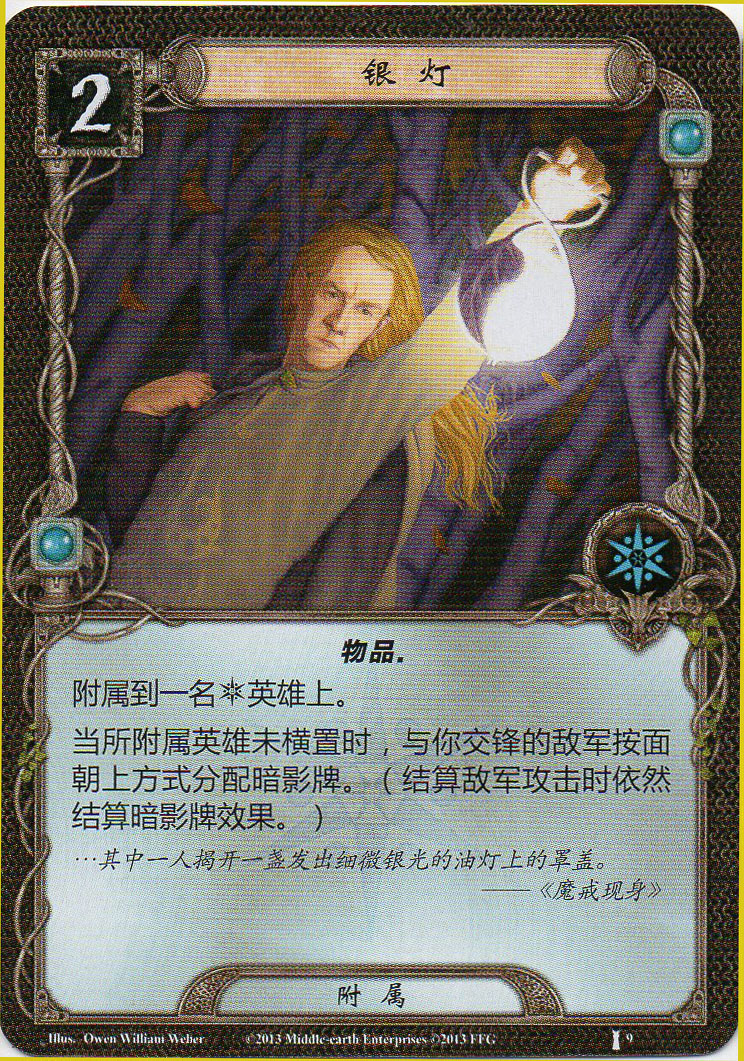 银灯
2
物品.
附属到一名英雄上。
当所附属英雄未横置时，与你交锋的敌军按面
朝上方式分配暗影牌。（结算敌军攻击时依然
结算暗影牌效果。）
…其中一人揭开一盏发出细微银光的油灯上的罩盖。
——《魔戒现身》
附属
Illus. Owen William Weber ©2013 Middle-earth Enterprises ©2013 FFG 9